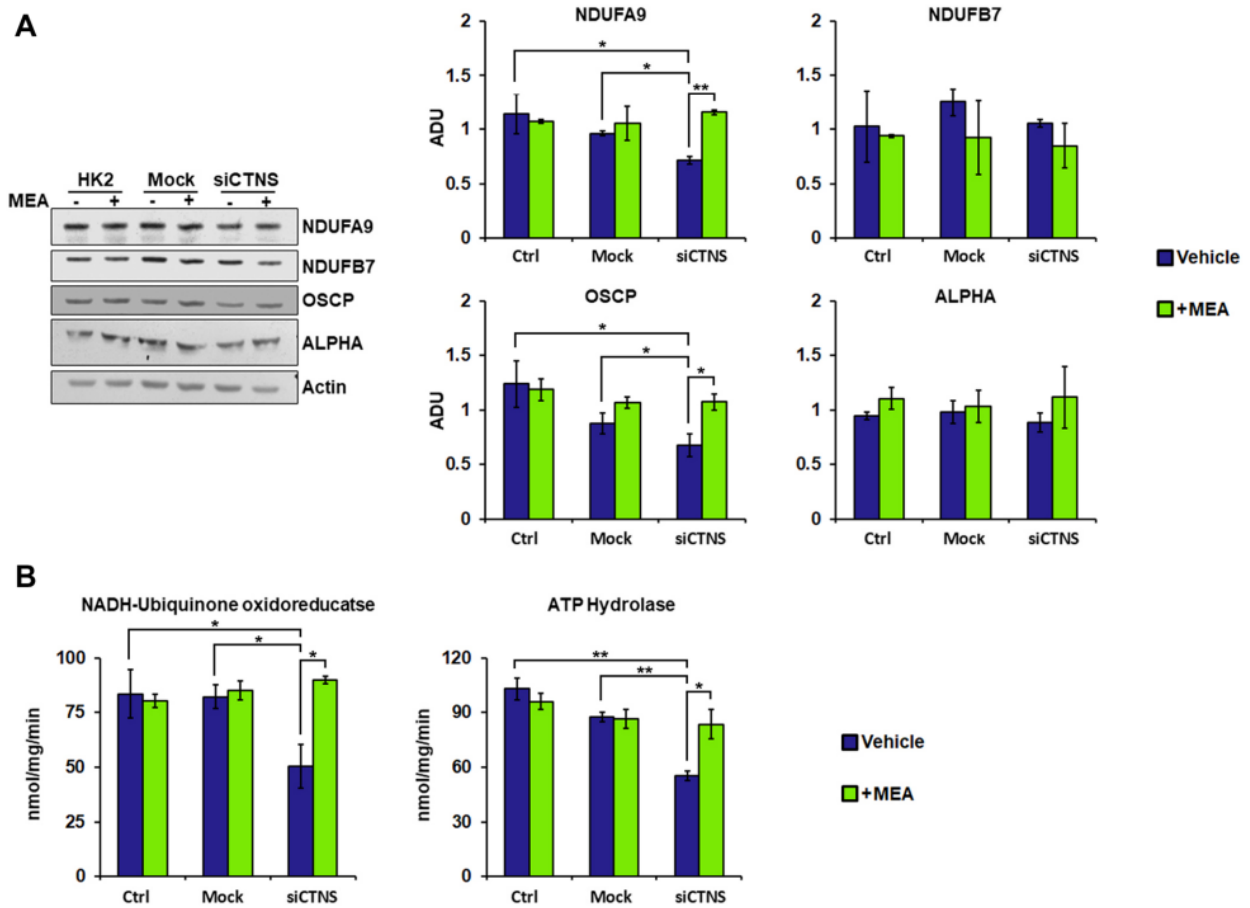 A
HK2 Mock siCTNS
MEA - + - + - +
NDUFA9
NDUFB7
OSCP
ALPHA
Actin
NDUFA9
ADU
2
1.5
1
0.5
0
*
*
**
Ctrl Mock siCTNS
NDUFB7
2
1.5
1
0.5
0
Ctrl Mock siCTNS
OSCP
ADU
2
1.5
1
0.5
0
*
*
*
Ctrl Mock siCTNS
ALPHA
2
1.5
1
0.5
0
Ctrl Mock siCTNS
Vehicle
+MEA
B
NADH-Ubiquinone oxidoreducatse
nmol/mg/min
100
75
50
25
0
*
*
*
Ctrl Mock siCTNS
ATP Hydrolase
nmol/mg/min
120
90
60
30
0
**
**
*
Ctrl Mock siCTNS
Vehicle
+MEA